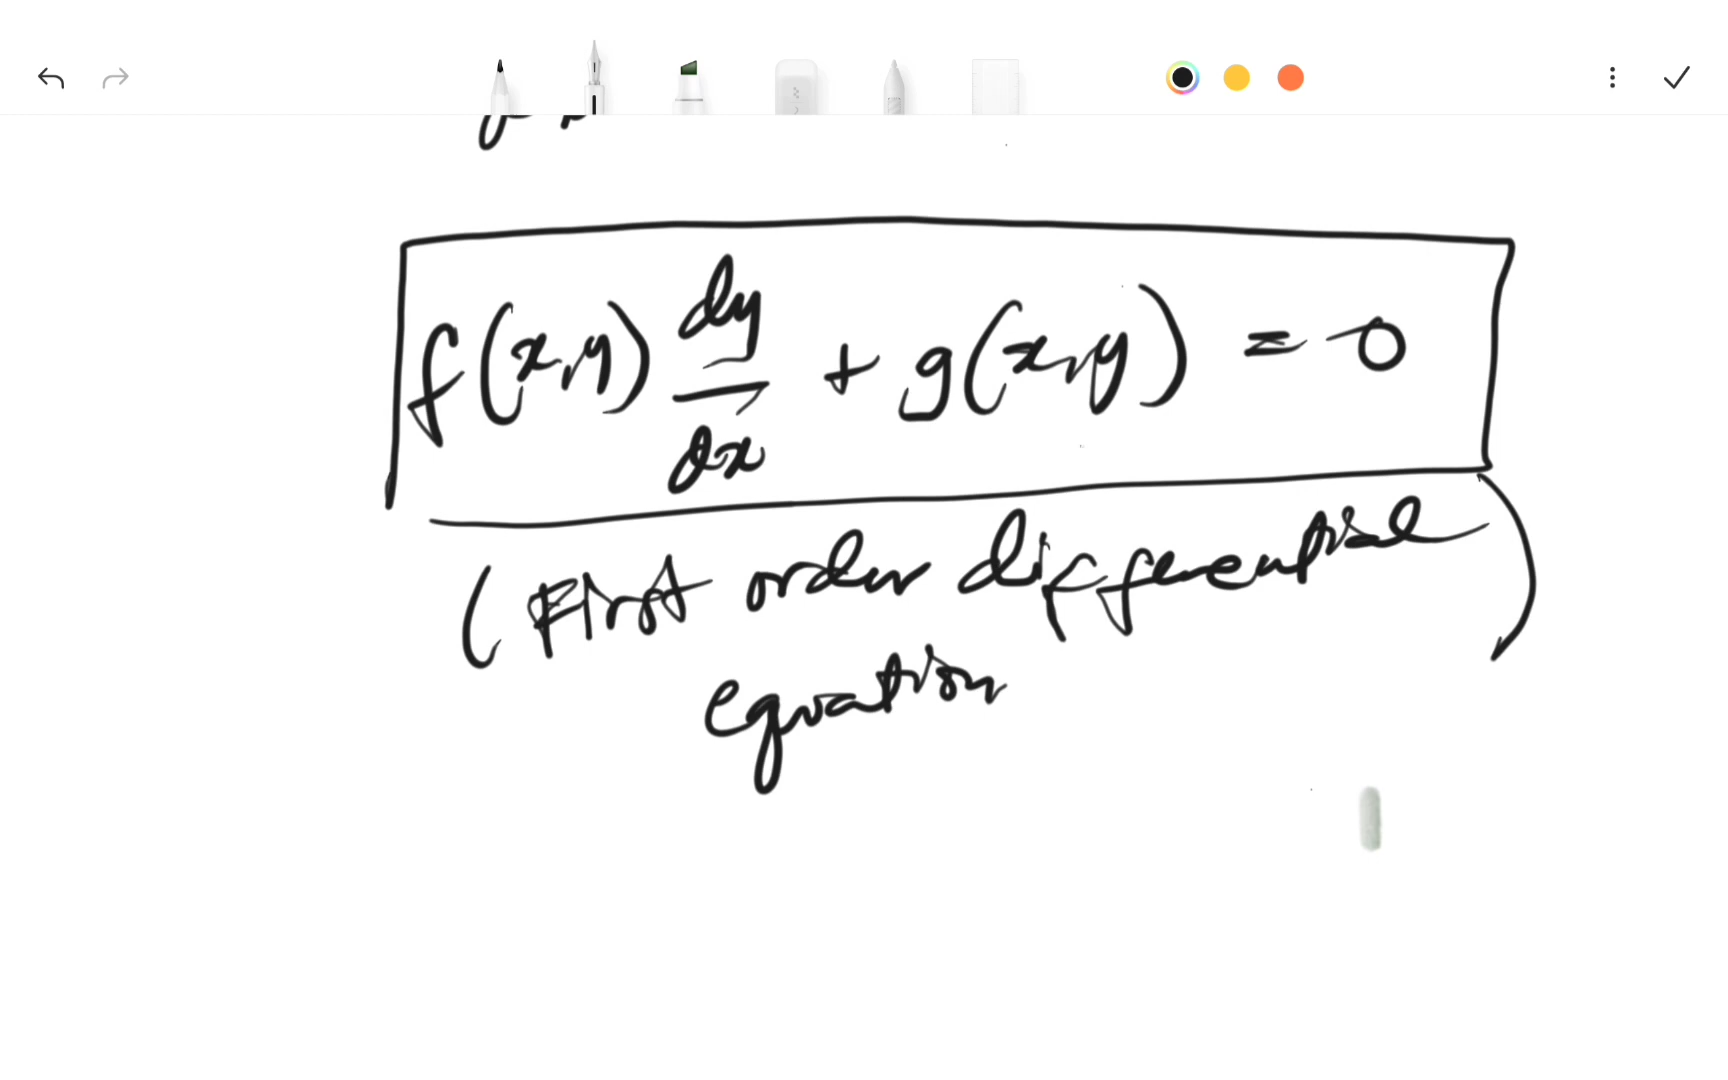 f(x,y) dy/dx + g(x,y) = 0
(First order differential
equation)